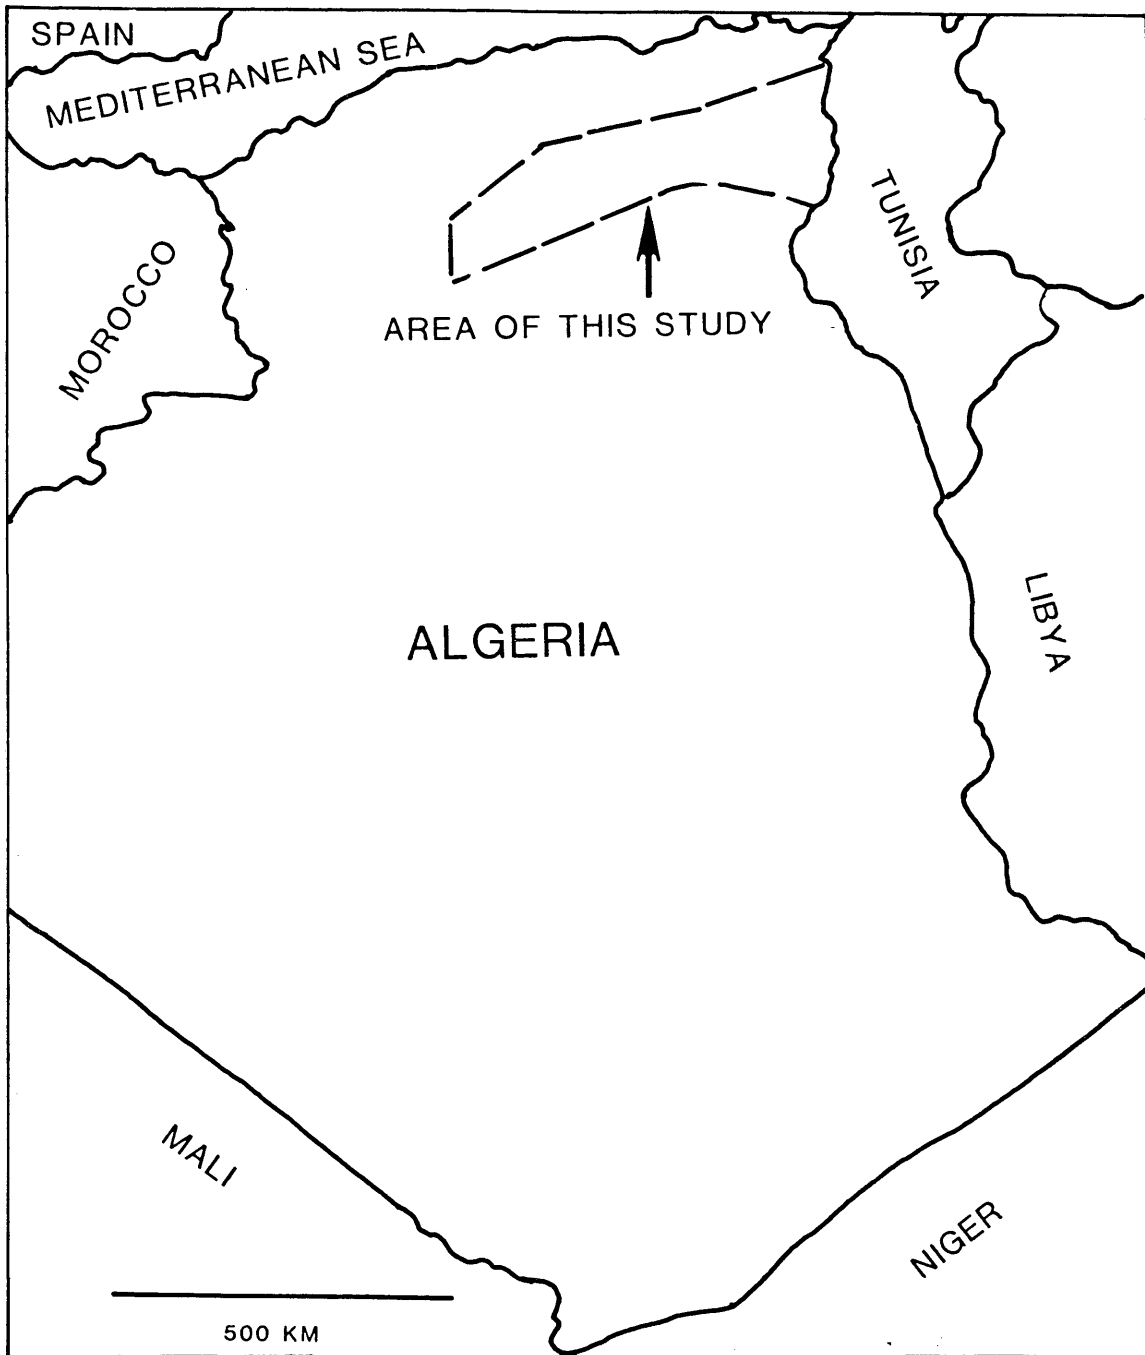 SPAIN
MEDITERRANEAN SEA
TUNISIA
MOROCCO
AREA OF THIS STUDY
LIBYA
ALGERIA
MALI
NIGER
500 KM